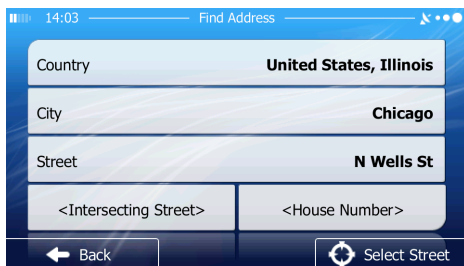 14:03 Find Address
Country United States, Illinois
City Chicago
Street N Wells St
<Intersecting Street> <House Number>
Back Select Street